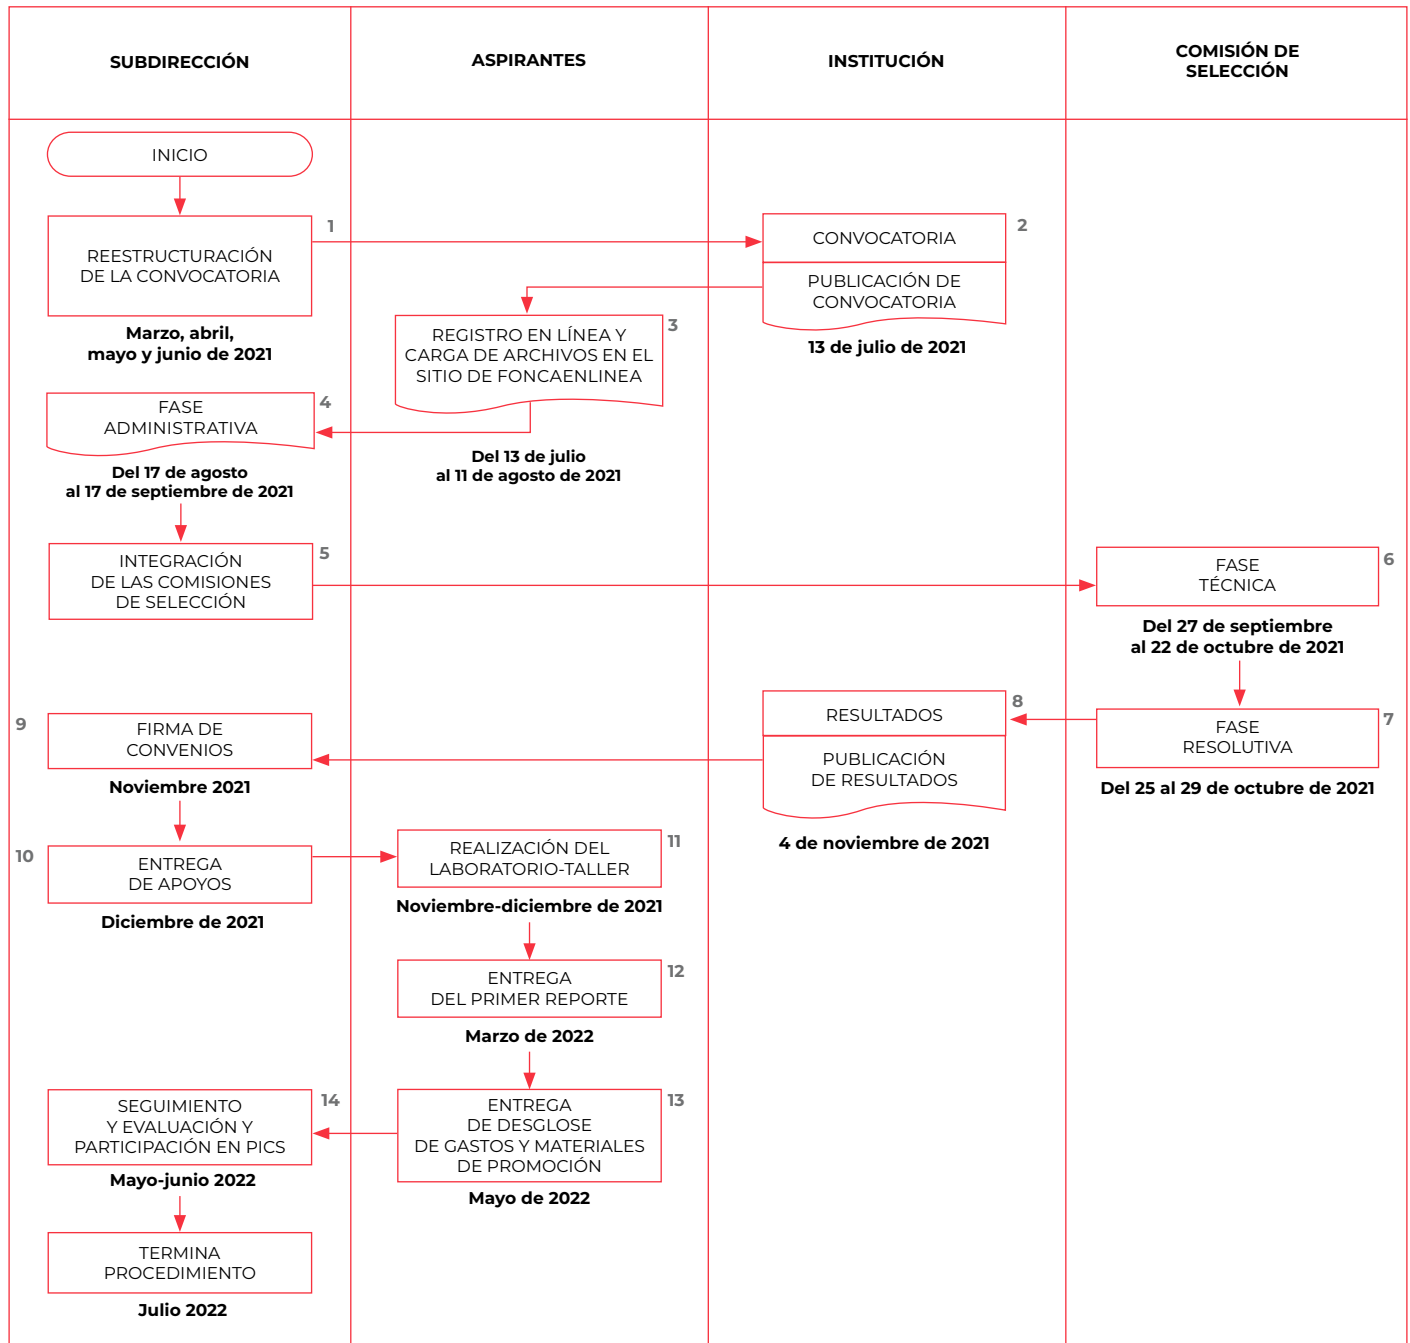 SUBDIRECCIÓN
ASPIRANTES
INSTITUCIÓN
COMISIÓN DE
SELECCIÓN
INICIO
1
REESTRUCTURACIÓN
DE LA CONVOCATORIA
Marzo, abril,
mayo y junio de 2021
2
CONVOCATORIA
PUBLICACIÓN DE
CONVOCATORIA
13 de julio de 2021
3
REGISTRO EN LÍNEA Y
CARGA DE ARCHIVOS EN EL
SITIO DE FONCAENLINEA
Del 13 de julio
al 11 de agosto de 2021
4
FASE
ADMINISTRATIVA
Del 17 de agosto
al 17 de septiembre de 2021
5
INTEGRACIÓN
DE LAS COMISIONES
DE SELECCIÓN
6
FASE
TÉCNICA
Del 27 de septiembre
al 22 de octubre de 2021
7
FASE
RESOLUTIVA
Del 25 al 29 de octubre de 2021
8
RESULTADOS
PUBLICACIÓN
DE RESULTADOS
4 de noviembre de 2021
9
FIRMA DE
CONVENIOS
Noviembre 2021
10
ENTREGA
DE APOYOS
Diciembre de 2021
11
REALIZACIÓN DEL
LABORATORIO-TALLER
Noviembre-diciembre de 2021
12
ENTREGA
DEL PRIMER REPORTE
Marzo de 2022
13
ENTREGA
DE DESGLOSE
DE GASTOS Y MATERIALES
DE PROMOCIÓN
Mayo de 2022
14
SEGUIMIENTO
Y EVALUACIÓN Y
PARTICIPACIÓN EN PICS
Mayo-junio 2022
TERMINA
PROCEDIMIENTO
Julio 2022